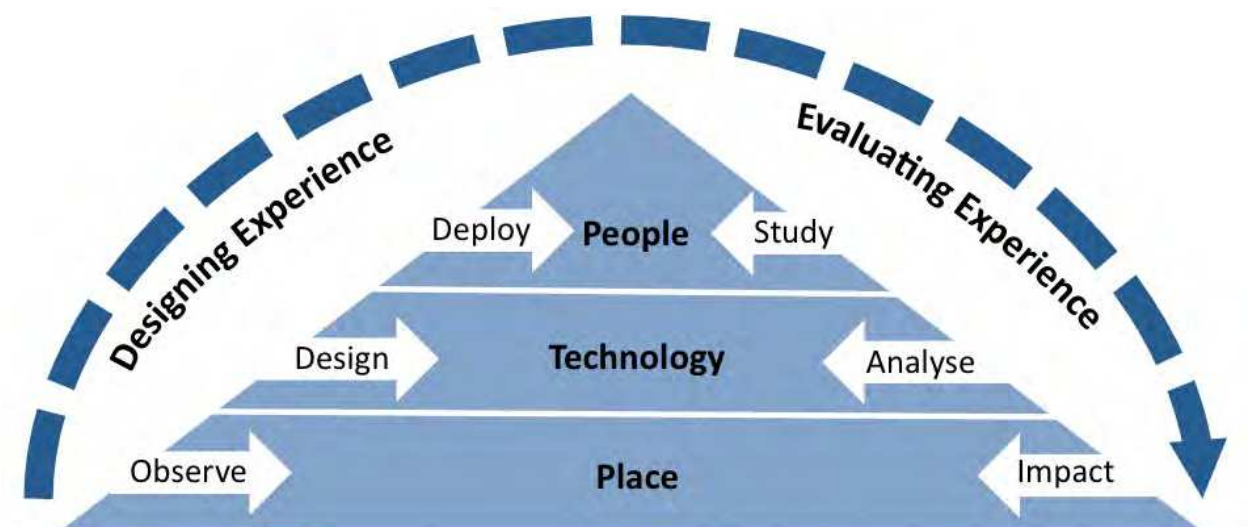 Designing Experience
Evaluating Experience
Deploy People Study
Design Technology Analyse
Observe Place Impact